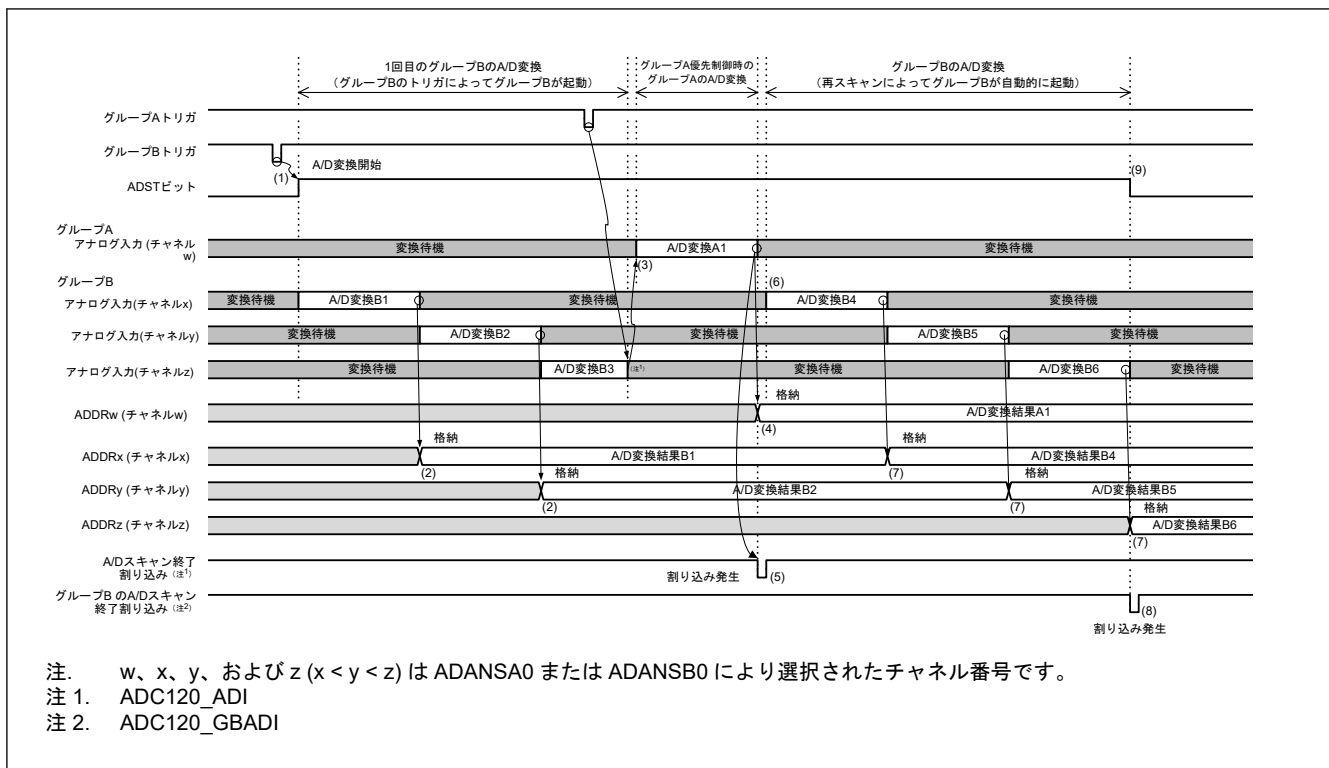 1回目のグループBのA/D変換
(グループBのトリガによってグループBが起動)
グループA優先制御時の
グループAのA/D変換
グループBのA/D変換
(再スキャンによってグループBが自動的に起動)
グループAトリガ
グループBトリガ
(1)
A/D変換開始
ADSTビット
(9)
グループA
アナログ入力 (チャネル
w)
変換待機
A/D変換A1
変換待機
(3)
グループB
(6)
アナログ入力(チャネルx)
変換待機
A/D変換B1
変換待機
A/D変換B4
変換待機
アナログ入力(チャネルy)
変換待機
A/D変換B2
変換待機
A/D変換B5
変換待機
アナログ入力(チャネルz)
変換待機
A/D変換B3
(注1)
変換待機
A/D変換B6
変換待機
格納
ADDRw (チャネルw)
A/D変換結果A1
(4)
格納
格納
ADDRx (チャネルx)
A/D変換結果B1
A/D変換結果B4
(2)
(7)
格納
格納
ADDRy (チャネルy)
A/D変換結果B2
A/D変換結果B5
(2)
(7)
格納
ADDRz (チャネルz)
A/D変換結果B6
(7)
A/Dスキャン終了
割り込み (注1)
割り込み発生
(5)
グループB のA/Dスキャン
終了割り込み (注2)
(8)
割り込み発生
注. w、x、y、および z (x < y < z) は ADANSA0 または ADANSB0 により選択されたチャネル番号です。
注 1. ADC120_ADI
注 2. ADC120_GBADI